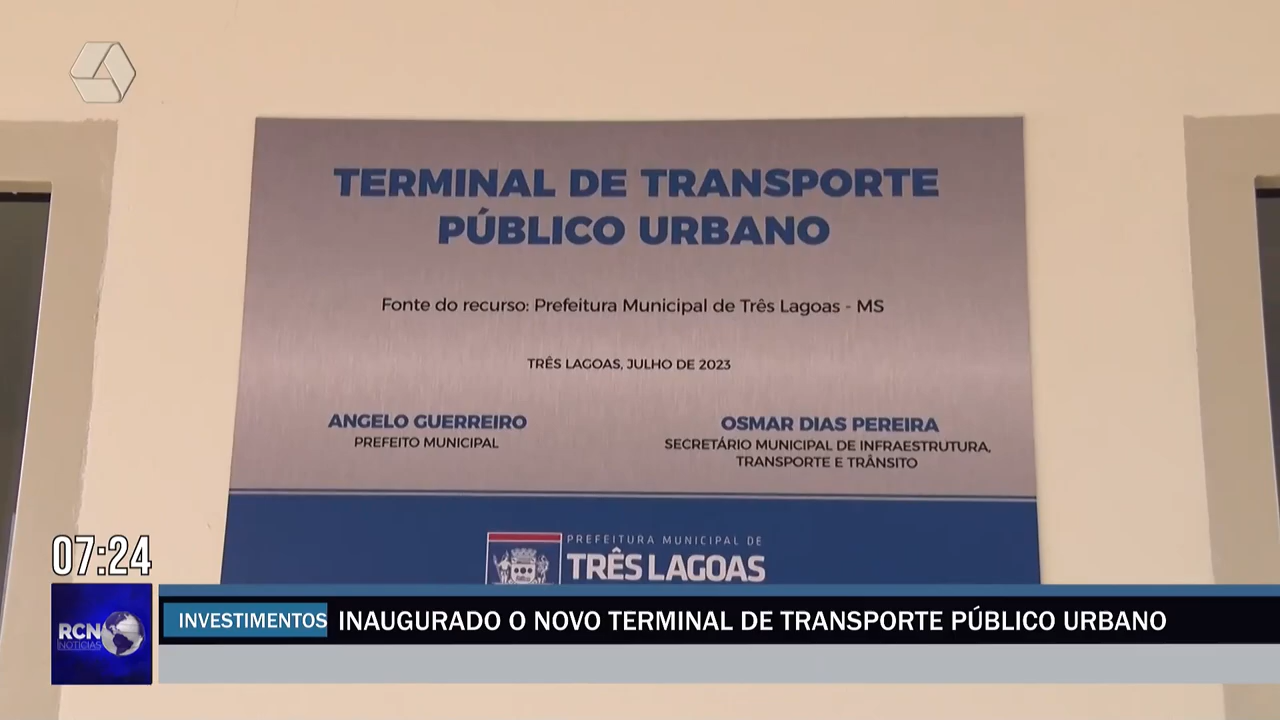 TERMINAL DE TRANSPORTE
PÚBLICO URBANO
Fonte do recurso: Prefeitura Municipal de Três Lagoas - MS
TRÊS LAGOAS, JULHO DE 2023
ANGELO GUERREIRO
PREFEITO MUNICIPAL
OSMAR DIAS PEREIRA
SECRETÁRIO MUNICIPAL DE INFRAESTRUTURA,
TRANSPORTE E TRÂNSITO
PREFEITURA MUNICIPAL DE
TRÊS LAGOAS
07:24
RCN
NOTÍCIAS
INVESTIMENTOS
INAUGURADO O NOVO TERMINAL DE TRANSPORTE PÚBLICO URBANO